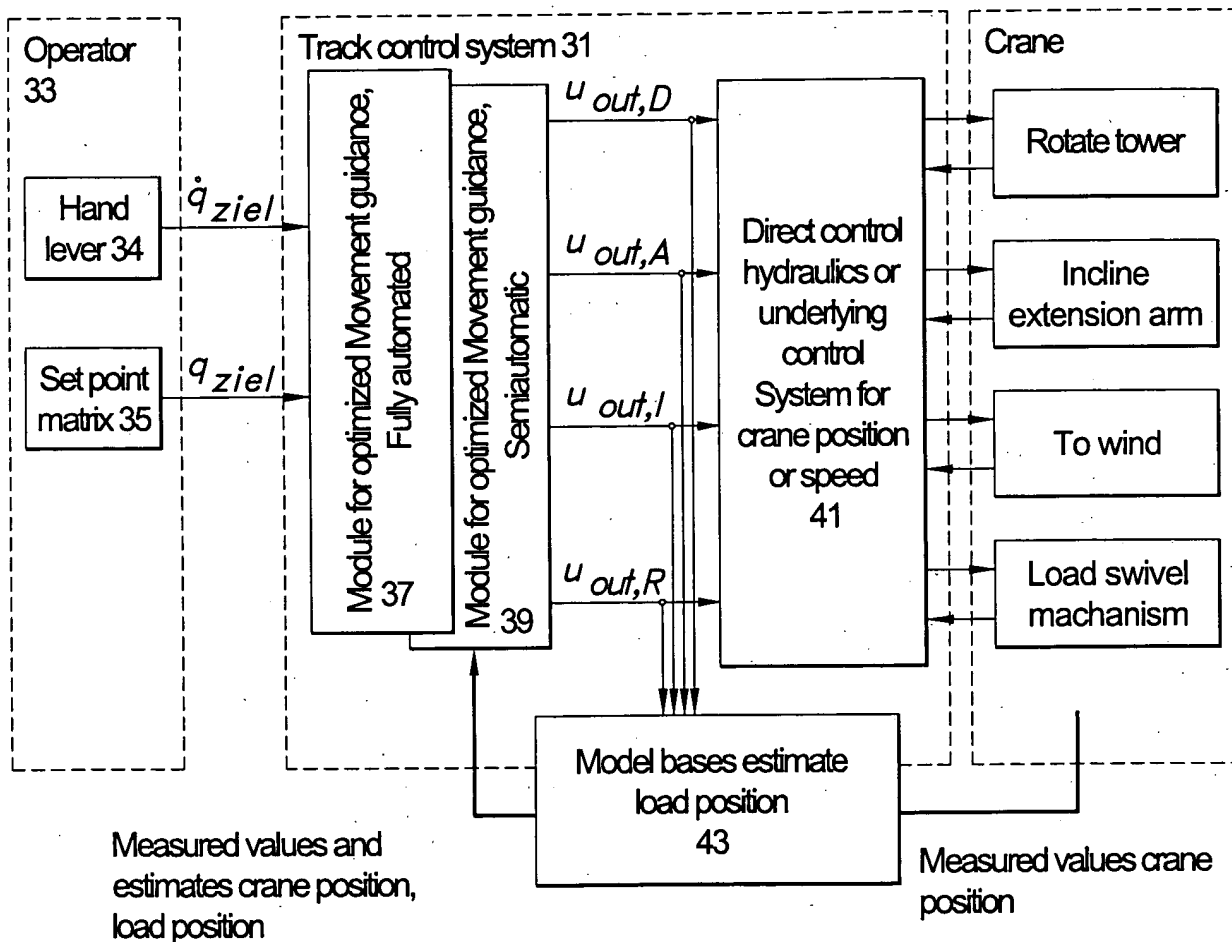 Operator
33
Hand
lever 34
Set point
matrix 35
q̇ ziel
q ziel
Track control system 31
Module for optimized Movement guidance,
Fully automated
37
Module for optimized Movement guidance,
Semiautomatic
39
u out,D
u out,A
u out,I
u out,R
Direct control
hydraulics or
underlying
control
System for
crane position
or speed
41
Crane
Rotate tower
Incline
extension arm
To wind
Load swivel
machanism
Model bases estimate
load position
43
Measured values and
estimates crane position,
load position
Measured values crane
position